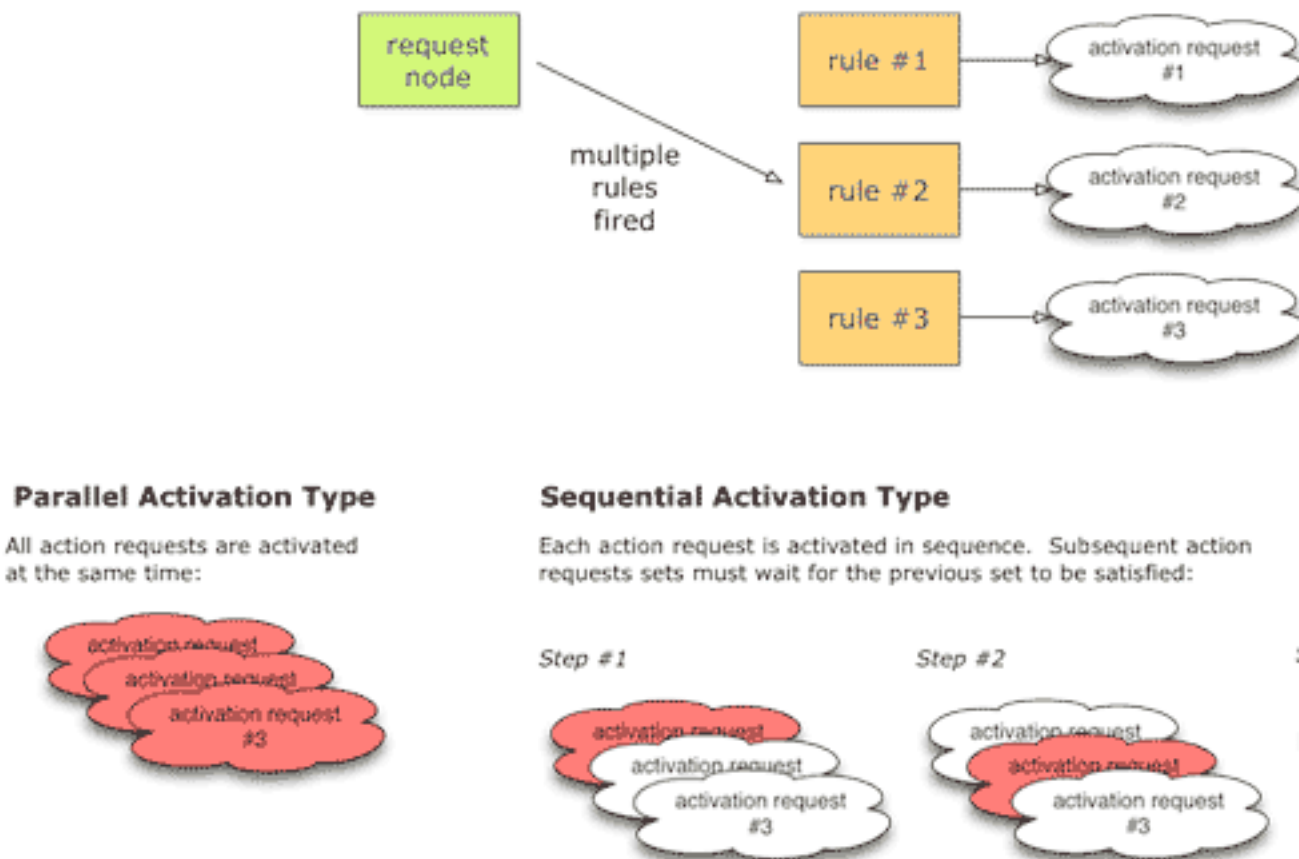 request
node
multiple
rules
fired
rule #1
activation request
#1
rule #2
activation request
#2
rule #3
activation request
#3
Parallel Activation Type
All action requests are activated
at the same time:
activation request
activation request
activation request
#3
Sequential Activation Type
Each action request is activated in sequence.  Subsequent action
requests sets must wait for the previous set to be satisfied:
Step #1
activation request
activation request
activation request
#3
Step #2
activation request
activation request
activation request
#3